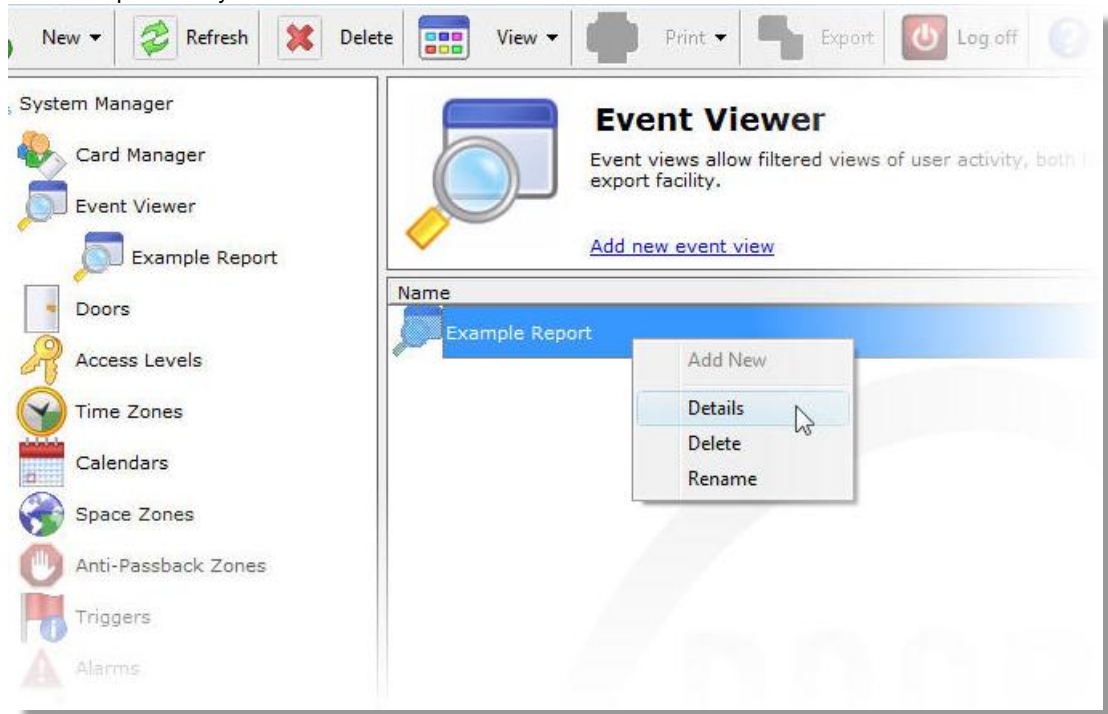 New
Refresh
Delete
View
Print
Export
Log off
System Manager
Card Manager
Event Viewer
Example Report
Doors
Access Levels
Time Zones
Calendars
Space Zones
Anti-Passback Zones
Triggers
Alarms
Event Viewer
Event views allow filtered views of user activity, both
export facility.
Add new event view
Name
Example Report
Add New
Details
Delete
Rename